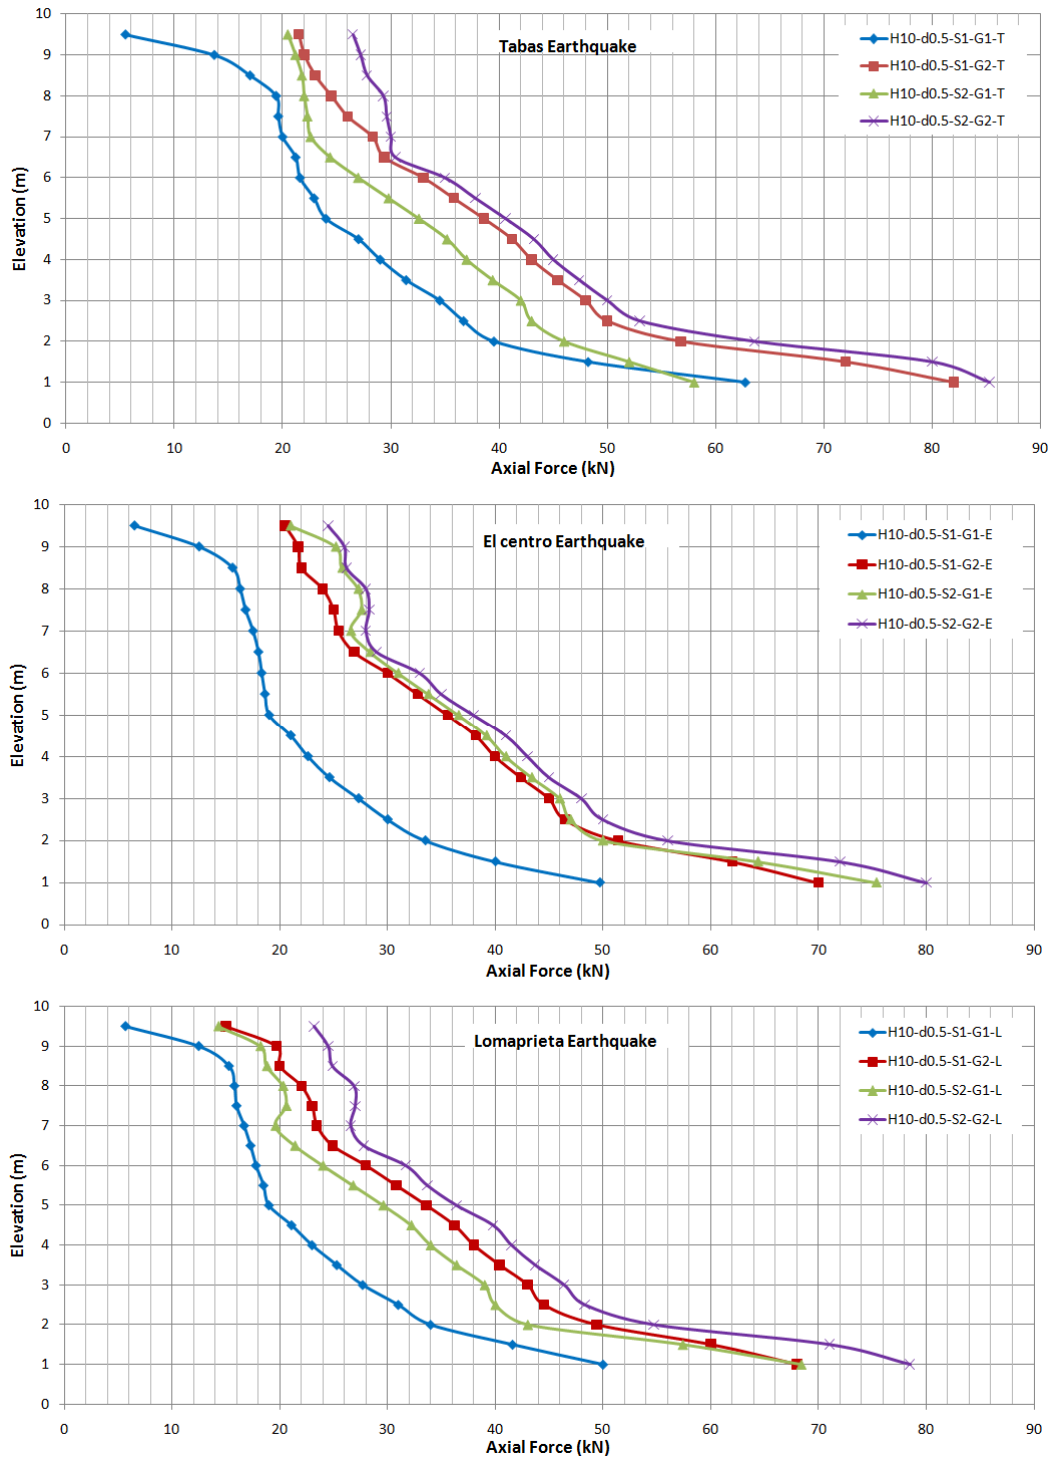 10
9
8
7
6
5
4
3
2
1
0
Elevation (m)
Tabas Earthquake
H10-d0.5-S1-G1-T
H10-d0.5-S1-G2-T
H10-d0.5-S2-G1-T
H10-d0.5-S2-G2-T
0 10 20 30 40 50 60 70 80 90
Axial Force (kN)
10
9
8
7
6
5
4
3
2
1
0
Elevation (m)
El centro Earthquake
H10-d0.5-S1-G1-E
H10-d0.5-S1-G2-E
H10-d0.5-S2-G1-E
H10-d0.5-S2-G2-E
0 10 20 30 40 50 60 70 80 90
Axial Force (kN)
10
9
8
7
6
5
4
3
2
1
0
Elevation (m)
Lomaprieta Earthquake
H10-d0.5-S1-G1-L
H10-d0.5-S1-G2-L
H10-d0.5-S2-G1-L
H10-d0.5-S2-G2-L
0 10 20 30 40 50 60 70 80 90
Axial Force (kN)